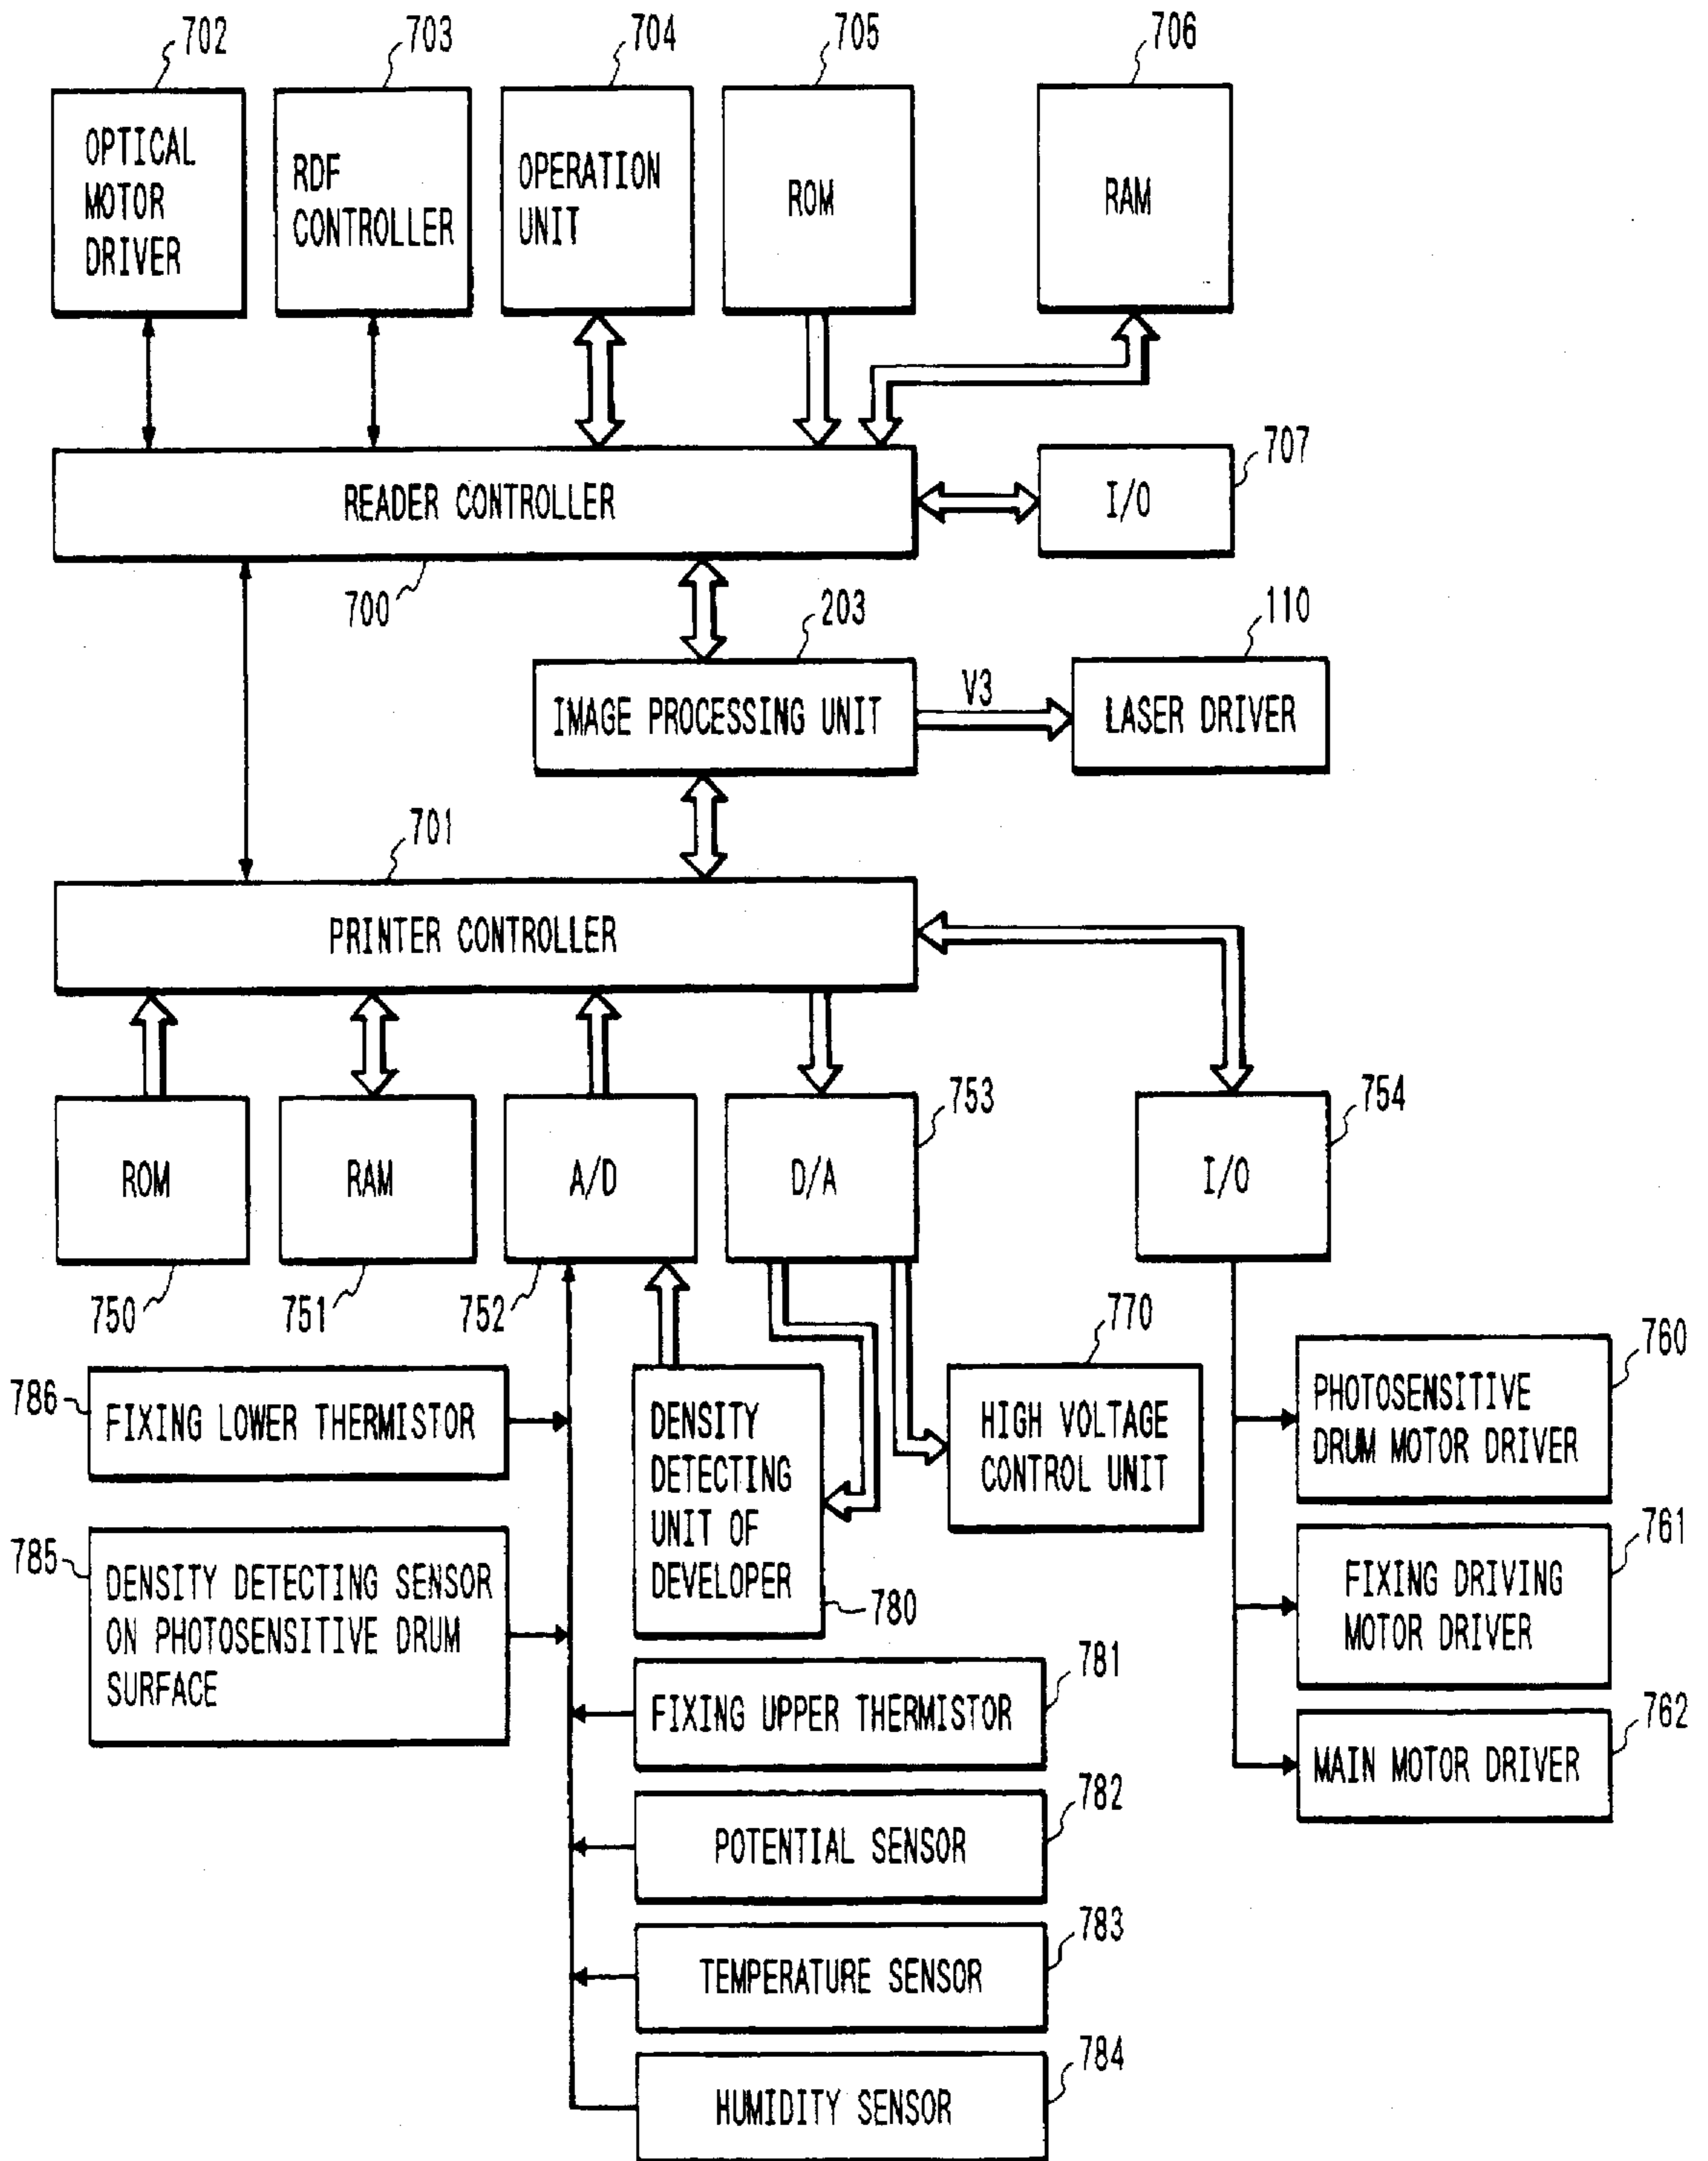 702
703
704
705
706
OPTICAL
MOTOR
DRIVER
RDF
CONTROLLER
OPERATION
UNIT
ROM
RAM
READER CONTROLLER
I/O
707
700
203
110
IMAGE PROCESSING UNIT
V3
LASER DRIVER
701
PRINTER CONTROLLER
ROM
RAM
A/D
D/A
753
I/O
754
750
751
752
770
760
786
FIXING LOWER THERMISTOR
DENSITY
DETECTING
UNIT OF
DEVELOPER
780
HIGH VOLTAGE
CONTROL UNIT
PHOTOSENSITIVE
DRUM MOTOR DRIVER
785
DENSITY DETECTING SENSOR
ON PHOTOSENSITIVE DRUM
SURFACE
761
FIXING DRIVING
MOTOR DRIVER
781
FIXING UPPER THERMISTOR
762
MAIN MOTOR DRIVER
782
POTENTIAL SENSOR
783
TEMPERATURE SENSOR
784
HUMIDITY SENSOR